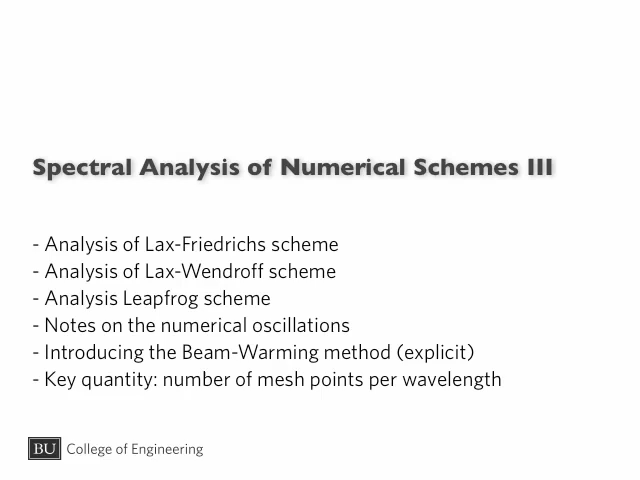 Spectral Analysis of Numerical Schemes III
- Analysis of Lax-Friedrichs scheme
- Analysis of Lax-Wendroff scheme
- Analysis Leapfrog scheme
- Notes on the numerical oscillations
- Introducing the Beam-Warming method (explicit)
- Key quantity: number of mesh points per wavelength
BU College of Engineering